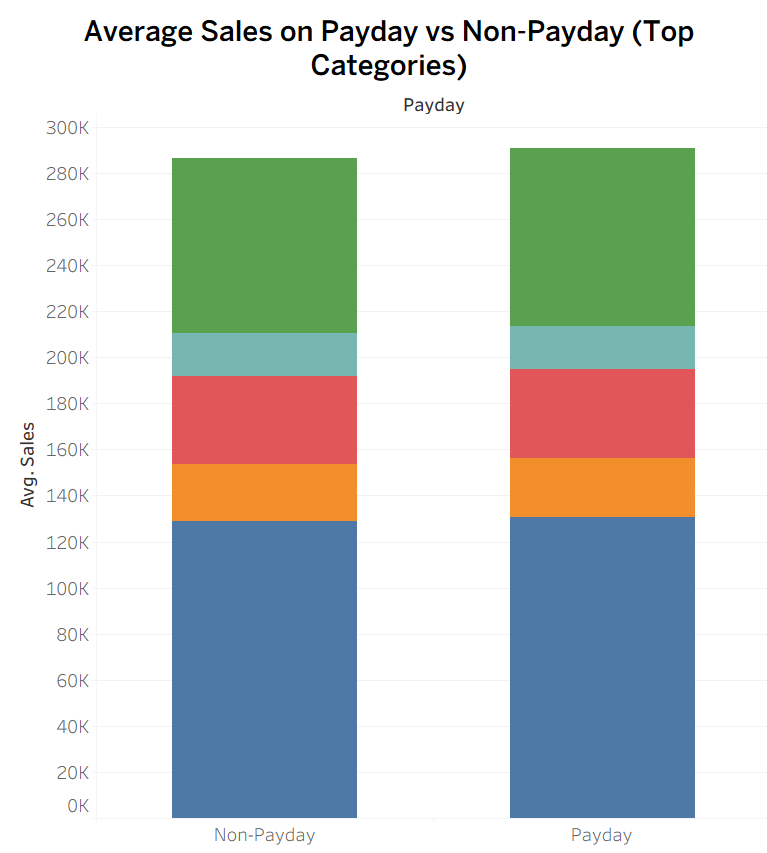 Average Sales on Payday vs Non-Payday (Top
Categories)
Payday
300K
280K
260K
240K
220K
200K
180K
160K
140K
120K
100K
80K
60K
40K
20K
0K
Avg. Sales
Non-Payday
Payday